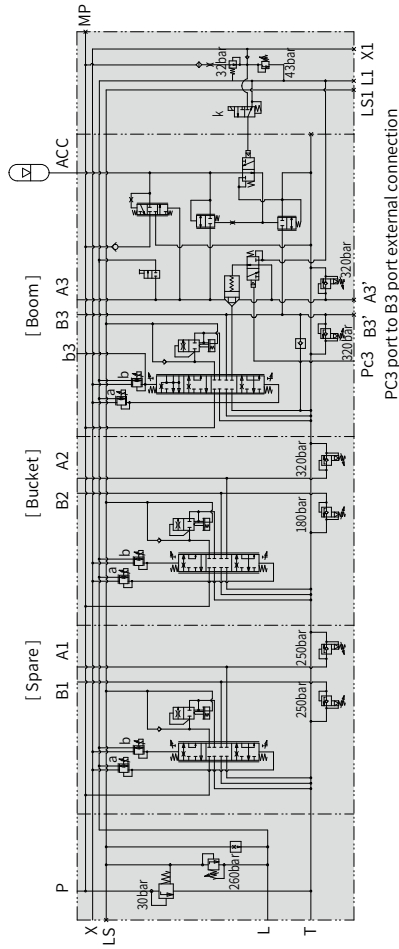 [ Spare ]
[ Bucket ]
[ Boom ]
P
B1
A1
B2
A2
b3
B3
A3
ACC
MP
X
LS
a
b
a
b
a
b
k
32bar
43bar
30bar
260bar
250bar
250bar
180bar
320bar
320bar
320bar
L
T
Pc3
B3'
A3'
LS1
L1
X1
PC3 port to B3 port external connection